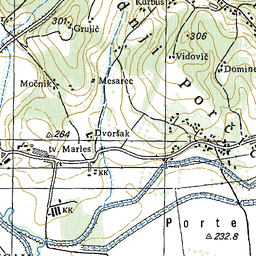 Kurbus
301
Grujič
306
Vidovič
Domine
Močnik
Mesarec
264
Dvoršak
tv. Marles
KK
KK
Porte
232.8